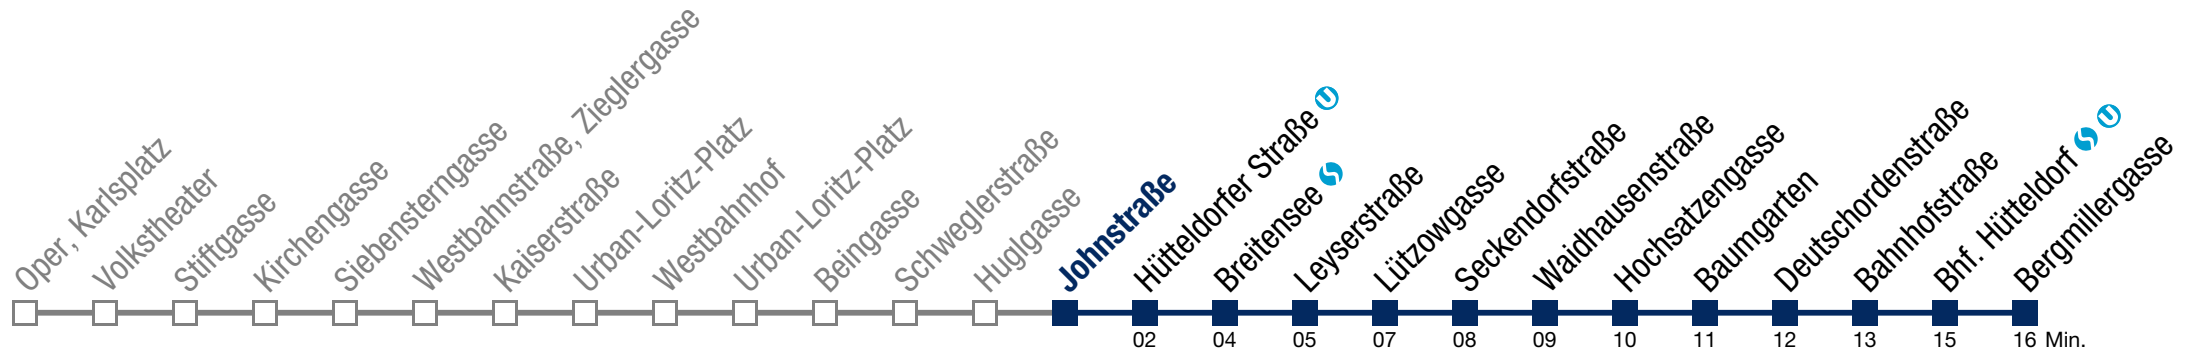 Oper, Karlsplatz
Volkstheater
Stiftgasse
Kirchengasse
Siebensterngasse
Westbahnstraße, Zieglergasse
Kaiserstraße
Urban-Loritz-Platz
Westbahnhof
Urban-Loritz-Platz
Beingasse
Schweglerstraße
Huglgasse
Johnstraße
Hütteldorfer Straße U
Breitensee S
Leyserstraße
Lützowgasse
Seckendorfstraße
Waidhausenstraße
Hochsatzengasse
Baumgarten
Deutschordenstraße
Bahnhofstraße
Bhf. Hütteldorf S U
Bergmillergasse
02 04 05 07 08 09 10 11 12 13 15 16 Min.